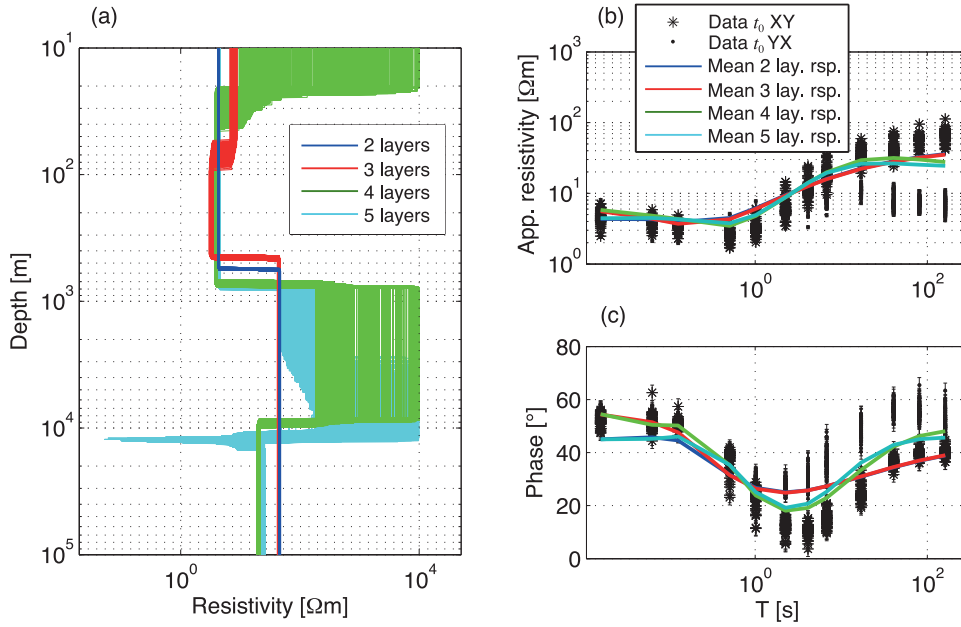 (a)
10^1
10^2
10^3
10^4
10^5
Depth [m]
2 layers
3 layers
4 layers
5 layers
10^0
10^4
Resistivity [Ωm]
(b)
Data t_0 XY
Data t_0 YX
Mean 2 lay. rsp.
Mean 3 lay. rsp.
Mean 4 lay. rsp.
Mean 5 lay. rsp.
10^3
10^2
10^1
10^0
App. resistivity [Ωm]
10^0
10^2
(c)
80
60
40
20
0
Phase [°]
10^0
10^2
T [s]